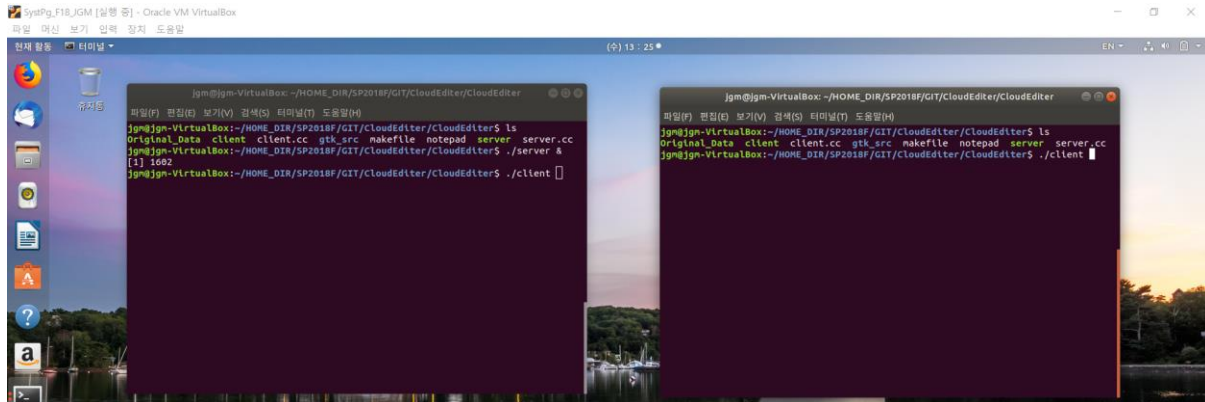 SystPg_F18_JGM [실행 중] - Oracle VM VirtualBox
파일 머신 보기 입력 장치 도움말
현재 활동 터미널 (수) 13 : 25 EN
휴지통
jgm@jgm-VirtualBox: ~/HOME_DIR/SP2018F/GIT/CloudEditer/CloudEditer
파일(F) 편집(E) 보기(V) 검색(S) 터미널(T) 도움말(H)
jgm@jgm-VirtualBox:~/HOME_DIR/SP2018F/GIT/CloudEditer/CloudEditer$ ls
Original_Data client client.cc gtk_src makefile notepad server server.cc
jgm@jgm-VirtualBox:~/HOME_DIR/SP2018F/GIT/CloudEditer/CloudEditer$ ./server &
[1] 1602
jgm@jgm-VirtualBox:~/HOME_DIR/SP2018F/GIT/CloudEditer/CloudEditer$ ./client
jgm@jgm-VirtualBox: ~/HOME_DIR/SP2018F/GIT/CloudEditer/CloudEditer
파일(F) 편집(E) 보기(V) 검색(S) 터미널(T) 도움말(H)
jgm@jgm-VirtualBox:~/HOME_DIR/SP2018F/GIT/CloudEditer/CloudEditer$ ls
Original_Data client client.cc gtk_src makefile notepad server server.cc
jgm@jgm-VirtualBox:~/HOME_DIR/SP2018F/GIT/CloudEditer/CloudEditer$ ./client